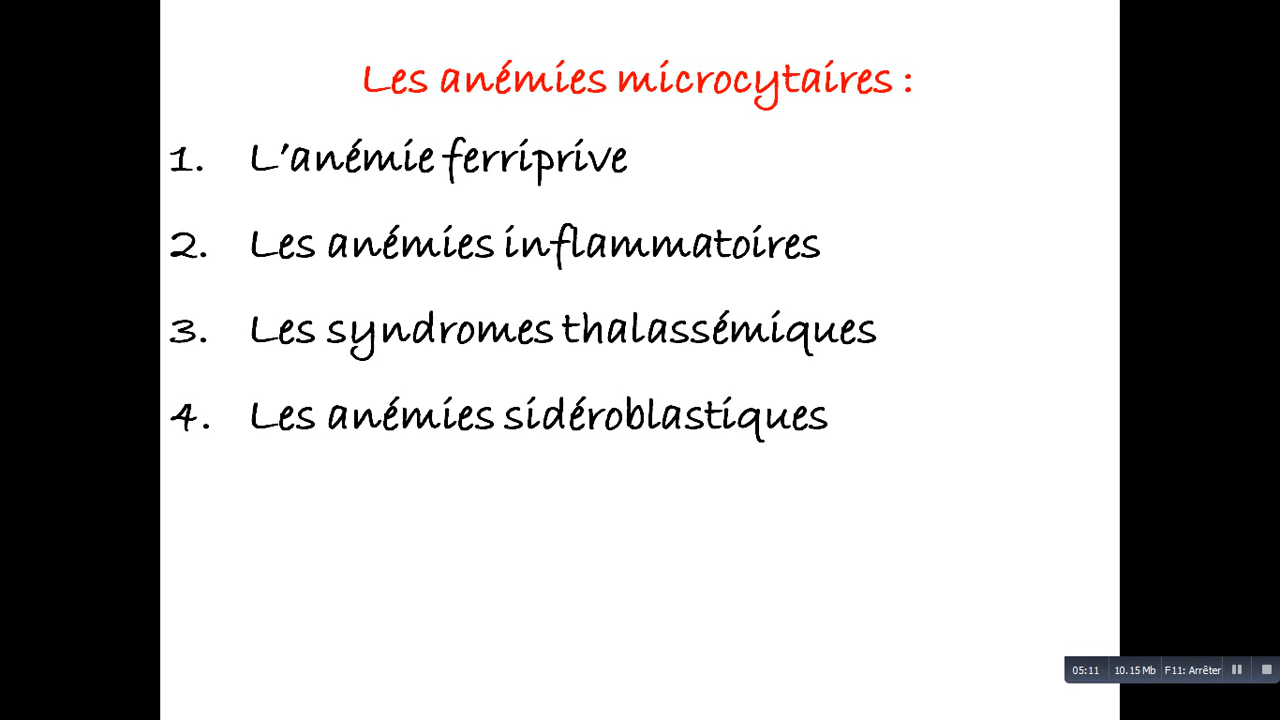 Les anémies microcytaires :
1. L'anémie ferriprive
2. Les anémies inflammatoires
3. Les syndromes thalassémiques
4. Les anémies sidéroblastiques
05:11 10.15 Mb F11: Arrêter